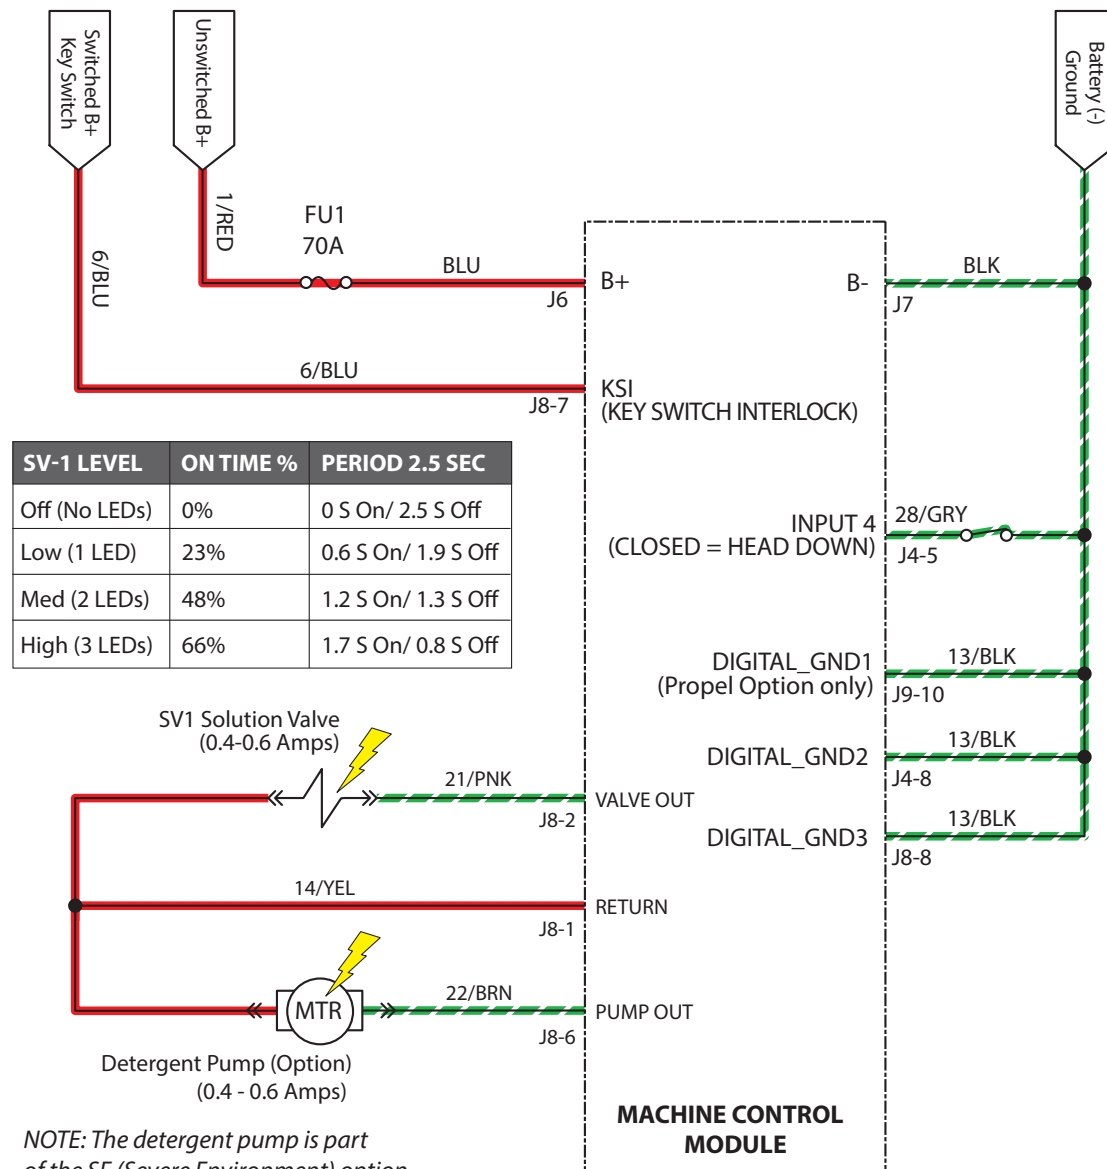 Switched B+
Key Switch
Unswitched B+
Battery (-)
Ground
1/RED
6/BLU
FU1
70A
BLU
J6
B+
B-
BLK
J7
6/BLU
J8-7
KSI
(KEY SWITCH INTERLOCK)
SV-1 LEVEL ON TIME % PERIOD 2.5 SEC
Off (No LEDs) 0% 0 S On/ 2.5 S Off
Low (1 LED) 23% 0.6 S On/ 1.9 S Off
Med (2 LEDs) 48% 1.2 S On/ 1.3 S Off
High (3 LEDs) 66% 1.7 S On/ 0.8 S Off
INPUT 4
(CLOSED = HEAD DOWN)
28/GRY
J4-5
DIGITAL_GND1
(Propel Option only)
13/BLK
J9-10
DIGITAL_GND2
13/BLK
J4-8
DIGITAL_GND3
13/BLK
J8-8
SV1 Solution Valve
(0.4-0.6 Amps)
21/PNK
J8-2
VALVE OUT
14/YEL
J8-1
RETURN
MTR
22/BRN
J8-6
PUMP OUT
Detergent Pump (Option)
(0.4 - 0.6 Amps)
MACHINE CONTROL
MODULE
NOTE: The detergent pump is part
of the SE (Severe Environment) option